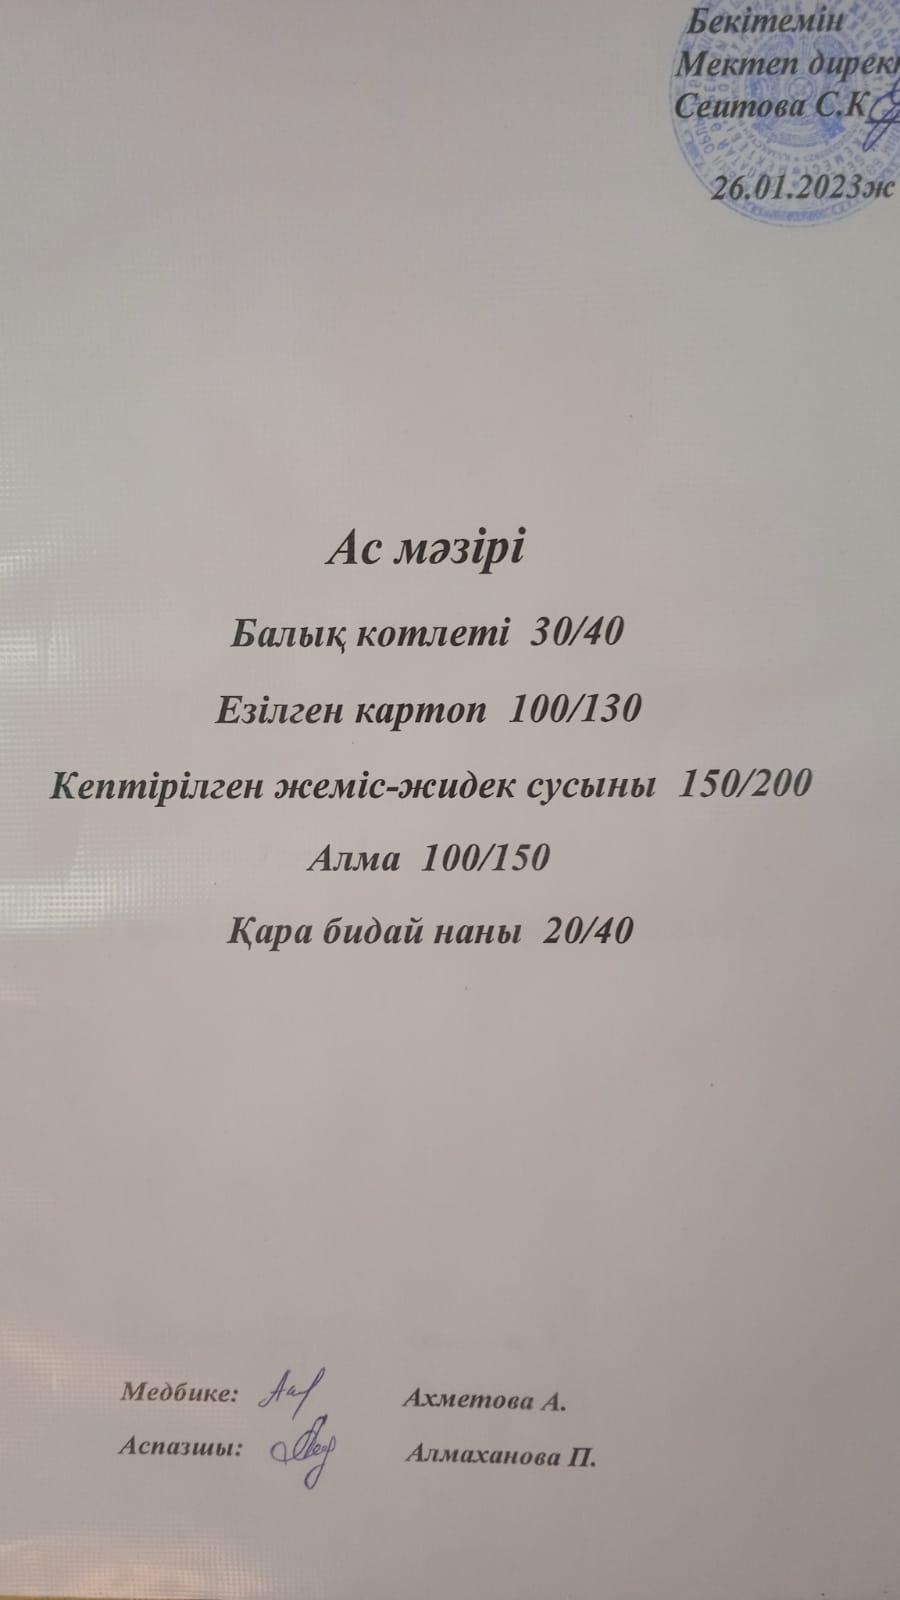 Бекітемін
Мектеп
Сеитова С.К
26.01.2023ж
Ас мәзірі
Балық котлеті 30/40
Езілген картоп 100/130
Кептірілген жеміс-жидек сусыны 150/200
Алма 100/150
Қара бидай наны 20/40
Медбике: Ахметова А.
Аспазшы: Алмаханова П.